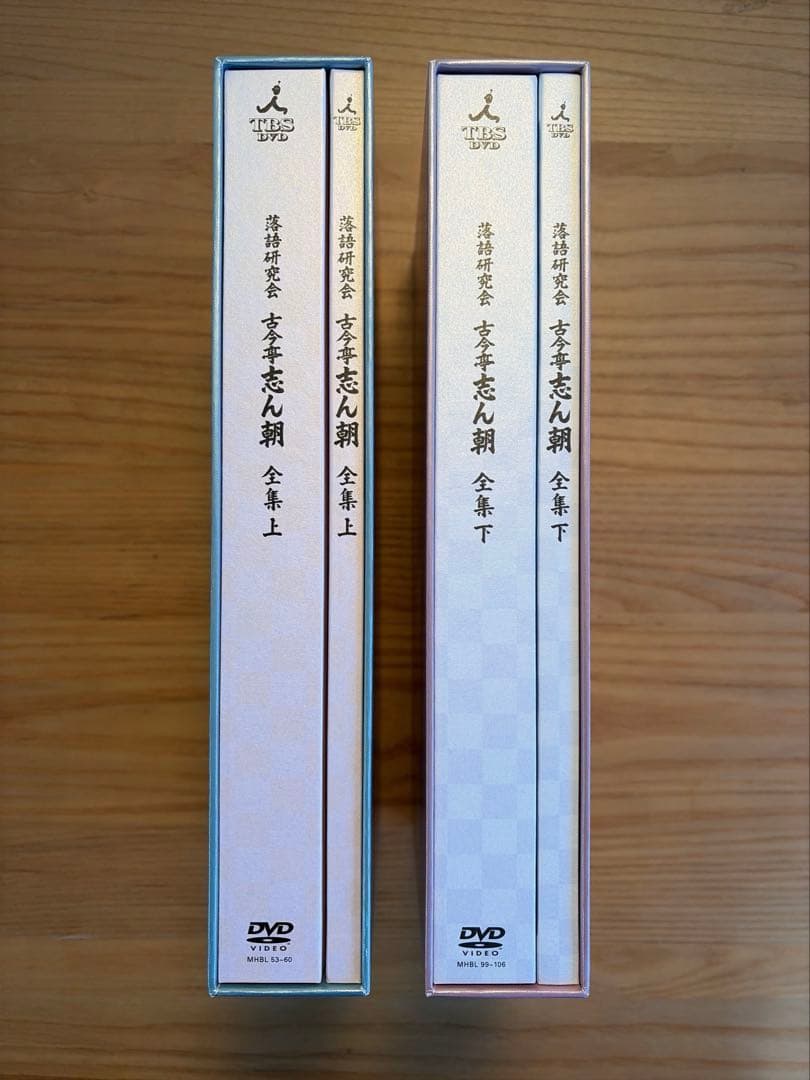 TBS
DVD
落語研究会 古今亭志ん朝 全集 上
DVD
VIDEO
MHBL 53-60
TBS
DVD
落語研究会 古今亭志ん朝 全集 上
TBS
DVD
落語研究会 古今亭志ん朝 全集 下
DVD
VIDEO
MHBL 99-106
TBS
DVD
落語研究会 古今亭志ん朝 全集 下